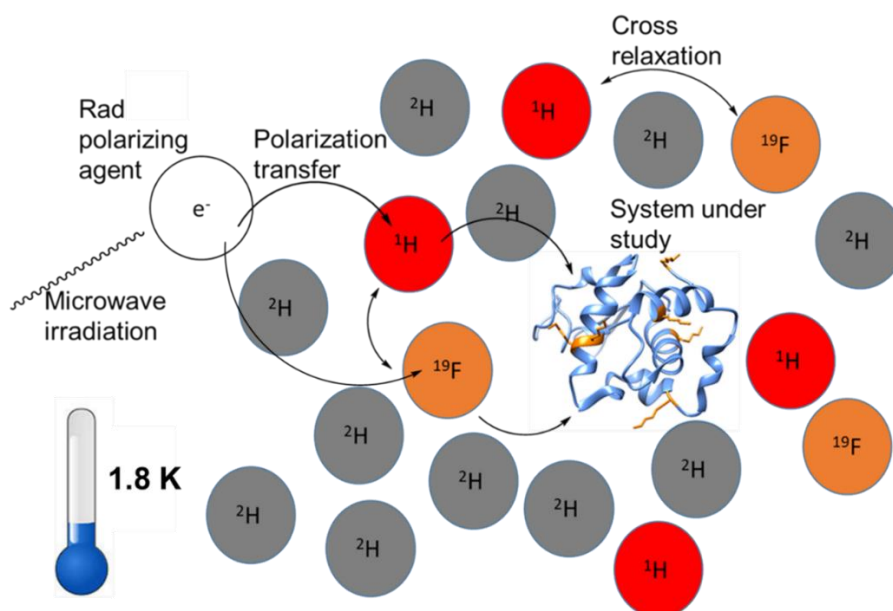 Cross
relaxation
Rad
polarizing
agent
Polarization
transfer
²H
¹H
²H
¹⁹F
e⁻
¹H
²H
System under
study
²H
²H
Microwave
irradiation
¹H
¹⁹F
²H
¹⁹F
1.8 K
²H
²H
²H
²H
²H
¹H